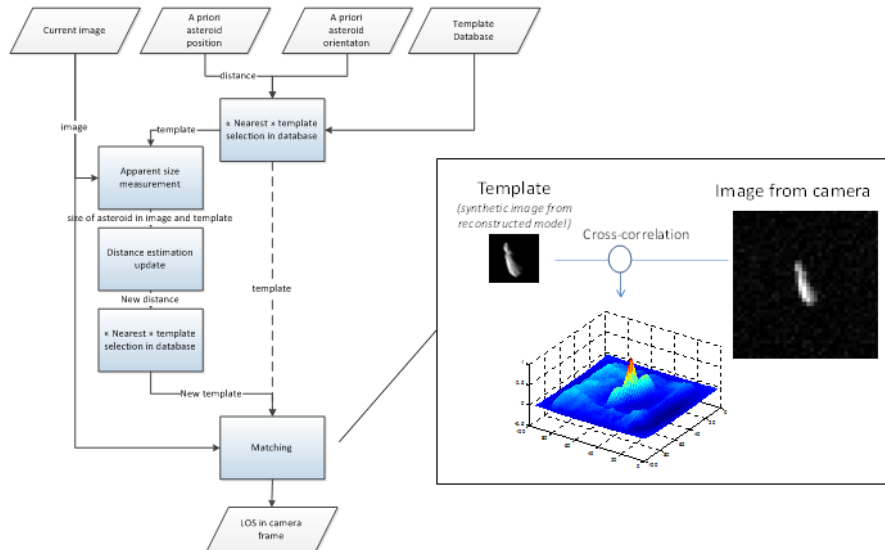 Current image
A priori
asteroid
position
A priori
asteroid
orientaton
Template
Database
distance
image
template
« Nearest » template
selection in database
Apparent size
measurement
size of asteroid in image and template
Distance estimation
update
New distance
template
« Nearest » template
selection in database
New template
Matching
LOS in camera
frame
Template
(synthetic image from
reconstructed model)
Image from camera
Cross-correlation